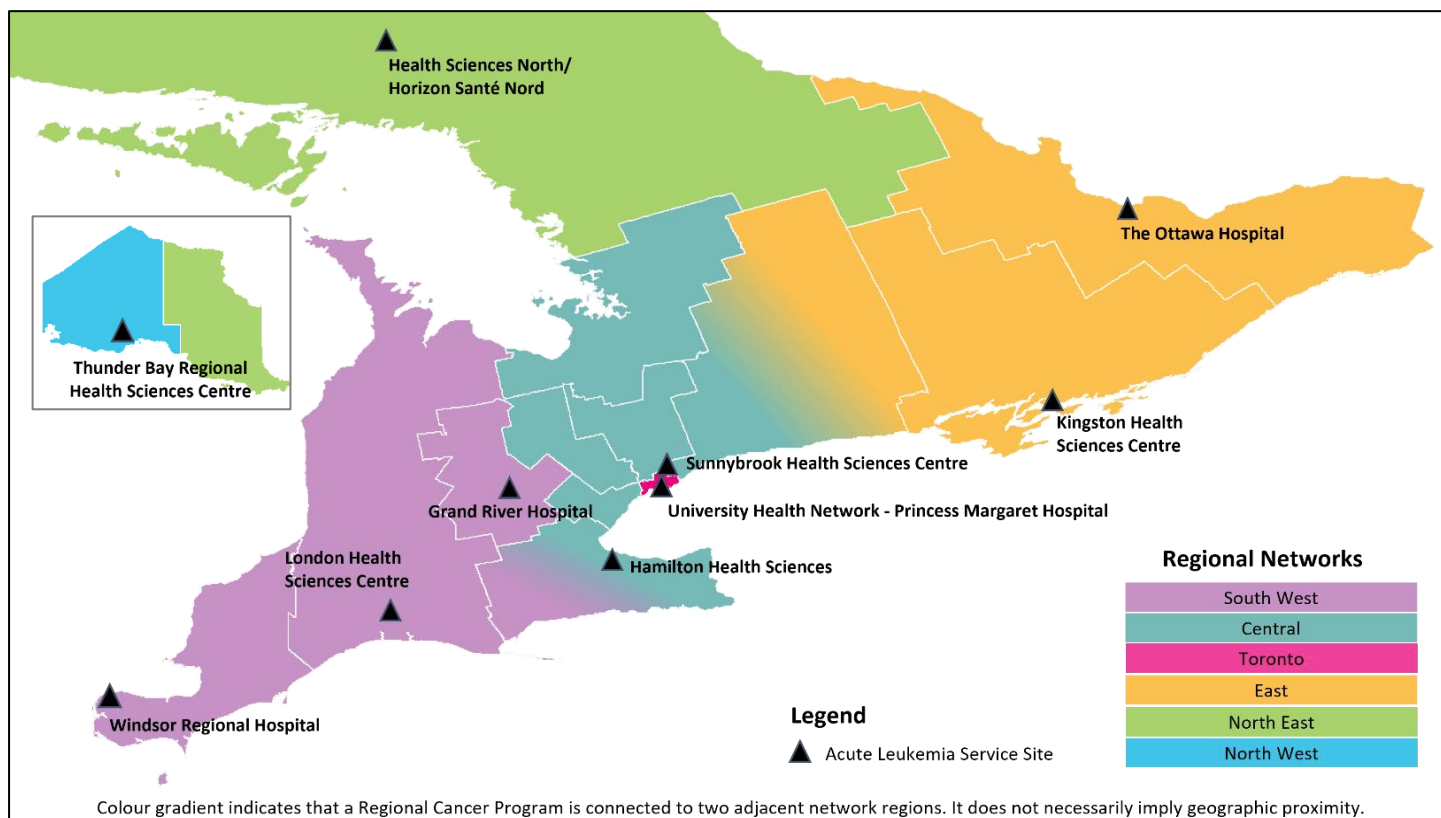 Health Sciences North/
Horizon Santé Nord
The Ottawa Hospital
Thunder Bay Regional
Health Sciences Centre
Kingston Health
Sciences Centre
Sunnybrook Health Sciences Centre
Grand River Hospital
University Health Network - Princess Margaret Hospital
London Health
Sciences Centre
Hamilton Health Sciences
Windsor Regional Hospital
Regional Networks
South West
Central
Toronto
East
North East
North West
Legend
Acute Leukemia Service Site
Colour gradient indicates that a Regional Cancer Program is connected to two adjacent network regions. It does not necessarily imply geographic proximity.